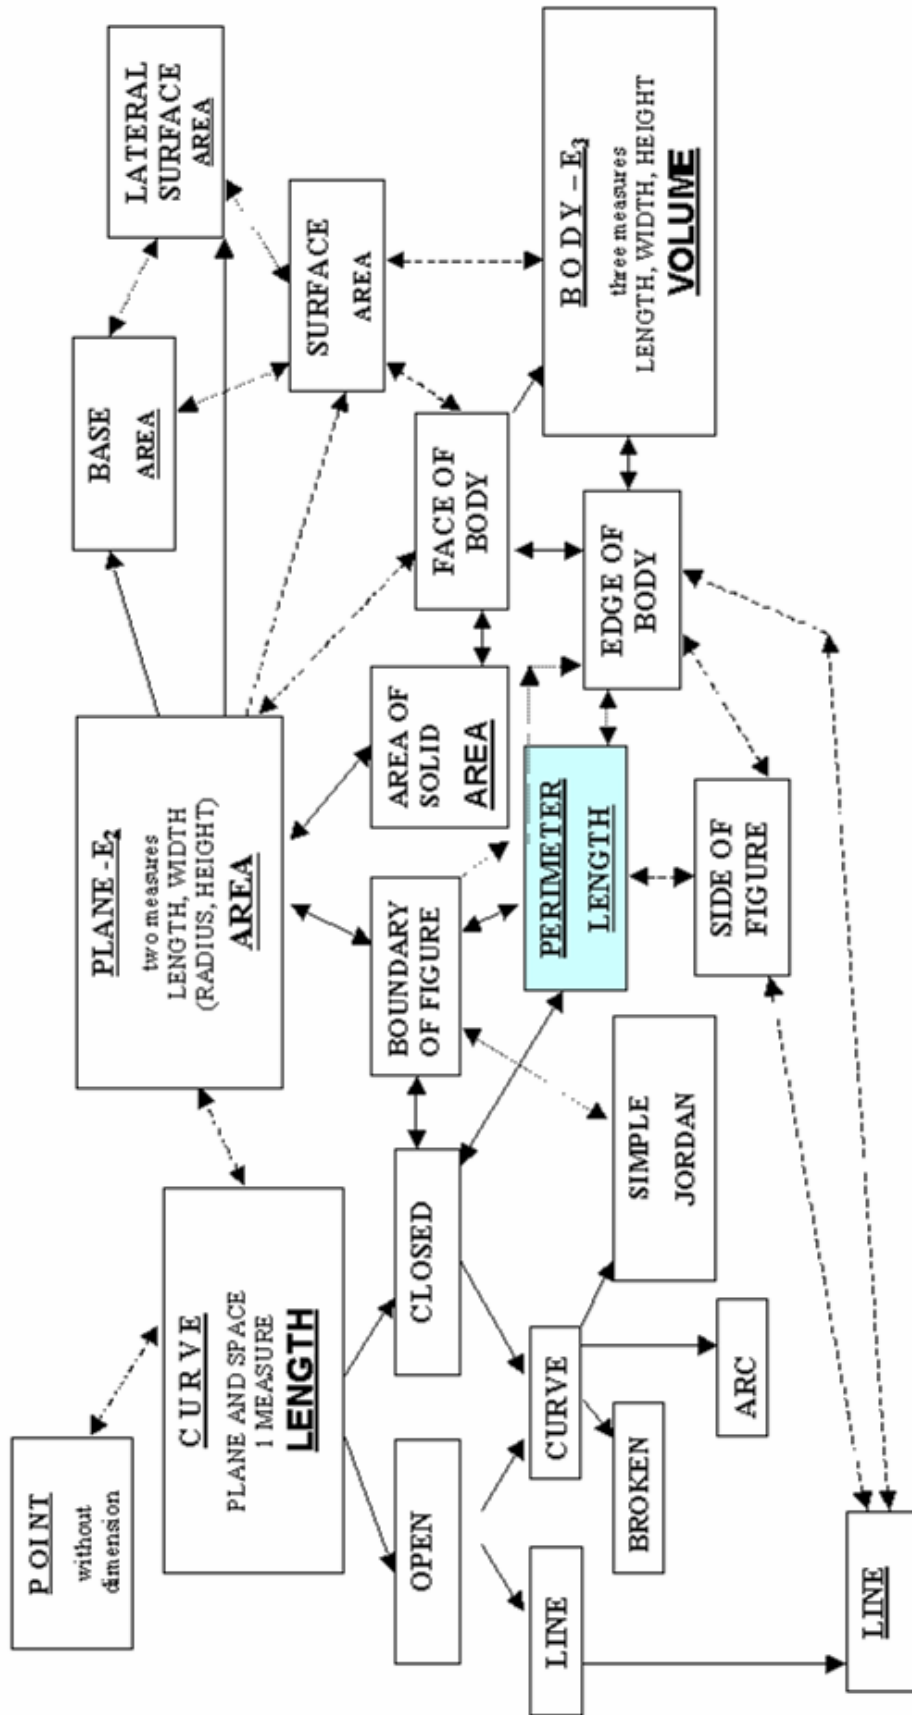 POINT
without
dimension
CURVE
PLANE AND SPACE
1 MEASURE
LENGTH
PLANE - E₂
two measures
LENGTH, WIDTH
(RADIUS, HEIGHT)
AREA
BASE
AREA
LATERAL
SURFACE
AREA
SURFACE
AREA
OPEN
CLOSED
BOUNDARY
OF FIGURE
AREA OF
SOLID
AREA
FACE OF
BODY
BODY – E₃
three measures
LENGTH, WIDTH, HEIGHT
VOLUME
LINE
CURVE
PERIMETER
LENGTH
EDGE OF
BODY
BROKEN
SIMPLE
JORDAN
SIDE OF
FIGURE
ARC
LINE